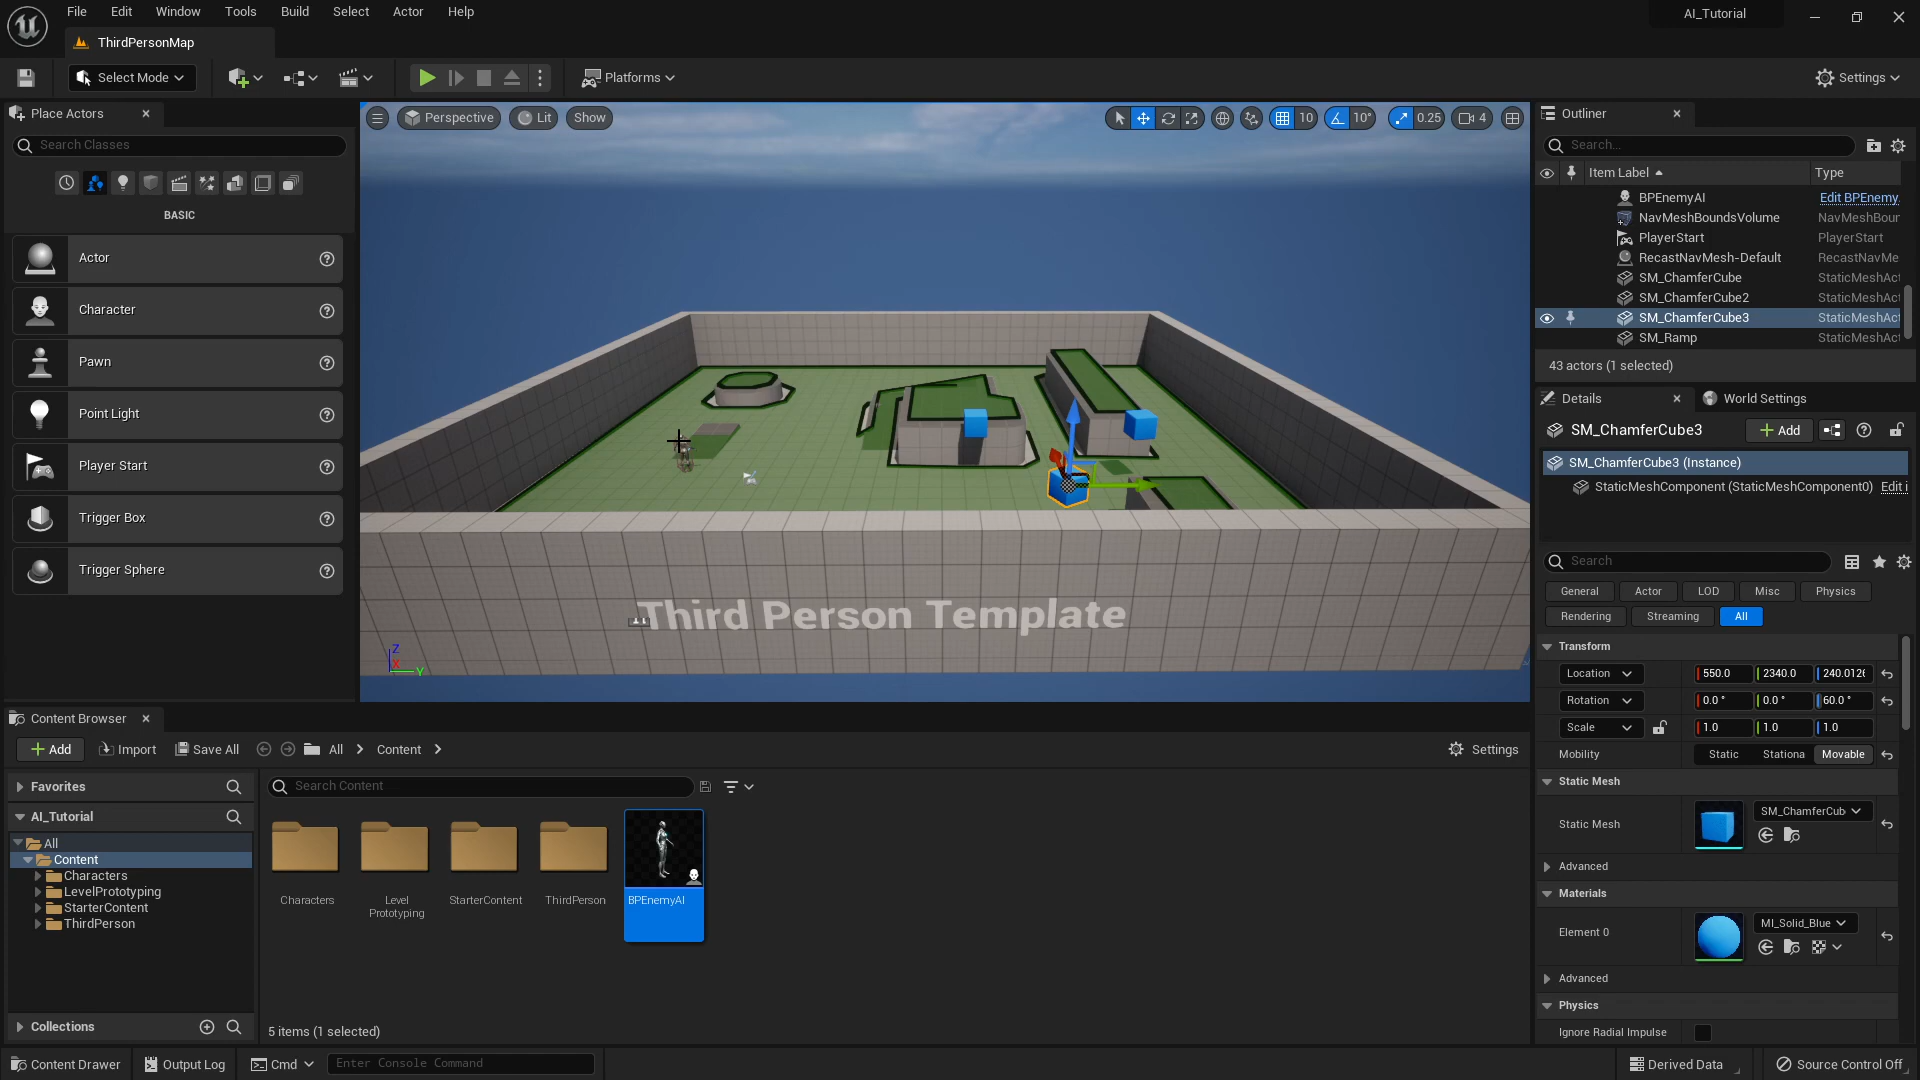 File Edit Window Tools Build Select Actor Help
AI_Tutorial
ThirdPersonMap
Select Mode
Platforms
Settings
Place Actors
Search Classes
BASIC
Actor
Character
Pawn
Point Light
Player Start
Trigger Box
Trigger Sphere
Perspective Lit Show
10 10° 0.25 4
Third Person Template
Z
X
Y
Outliner
Search...
Item Label Type
BPEnemyAI Edit BPEnemy
NavMeshBoundsVolume NavMeshBoun
PlayerStart PlayerStart
RecastNavMesh-Default RecastNavMe
SM_ChamferCube StaticMeshAct
SM_ChamferCube2 StaticMeshAct
SM_ChamferCube3 StaticMeshAct
SM_Ramp StaticMeshAct
43 actors (1 selected)
Details World Settings
SM_ChamferCube3 Add
SM_ChamferCube3 (Instance)
StaticMeshComponent (StaticMeshComponent0) Edit i
Search
General Actor LOD Misc Physics
Rendering Streaming All
Transform
Location 550.0 2340.0 240.0126
Rotation 0.0 ° 0.0 ° 60.0 °
Scale 1.0 1.0 1.0
Mobility Static Stationa Movable
Static Mesh
Static Mesh SM_ChamferCub
Advanced
Materials
Element 0 MI_Solid_Blue
Advanced
Physics
Ignore Radial Impulse
Content Browser
Add Import Save All All Content Settings
Favorites
AI_Tutorial
All
Content
Characters
LevelPrototyping
StarterContent
ThirdPerson
Collections
Search Content
Characters
Level
Prototyping
StarterContent
ThirdPerson
BPEnemyAI
5 items (1 selected)
Content Drawer Output Log Cmd Enter Console Command Derived Data Source Control Off